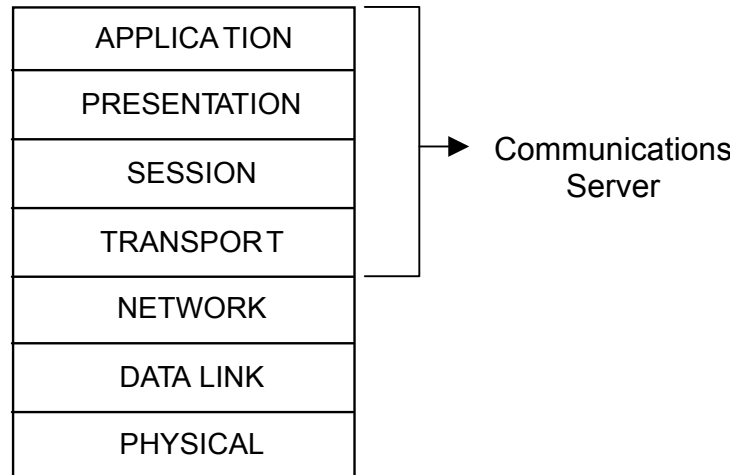 APPLICATION
PRESENTATION
SESSION
TRANSPORT
NETWORK
DATA LINK
PHYSICAL
Communications
Server